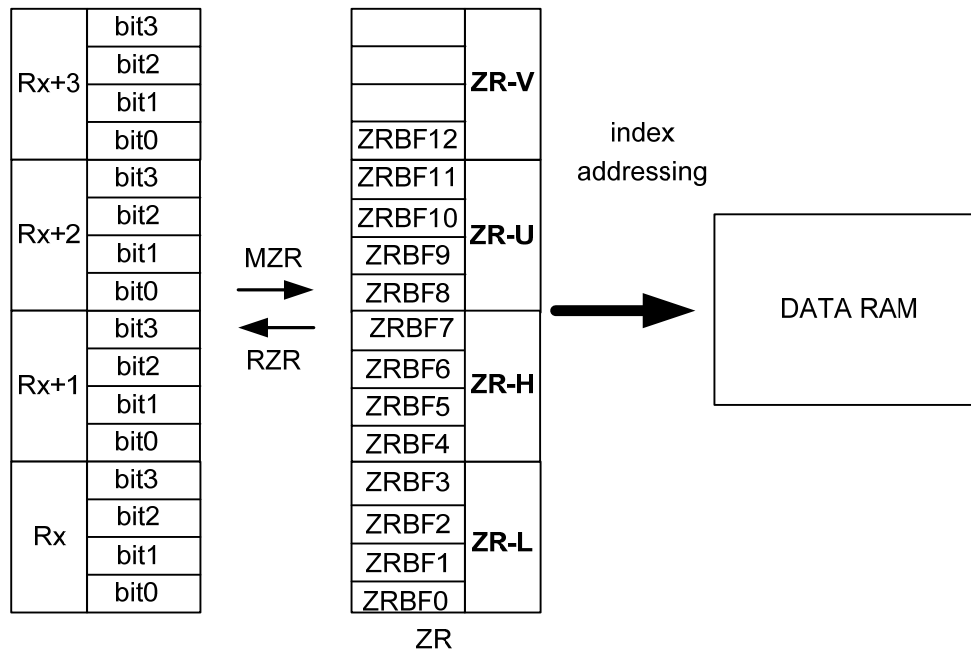 Rx+3
bit3
bit2
bit1
bit0
Rx+2
bit3
bit2
bit1
bit0
Rx+1
bit3
bit2
bit1
bit0
Rx
bit3
bit2
bit1
bit0
MZR
RZR
ZRBF12
ZR-V
ZRBF11
ZRBF10
ZRBF9
ZRBF8
ZR-U
ZRBF7
ZRBF6
ZRBF5
ZRBF4
ZR-H
ZRBF3
ZRBF2
ZRBF1
ZRBF0
ZR-L
ZR
index
addressing
DATA RAM